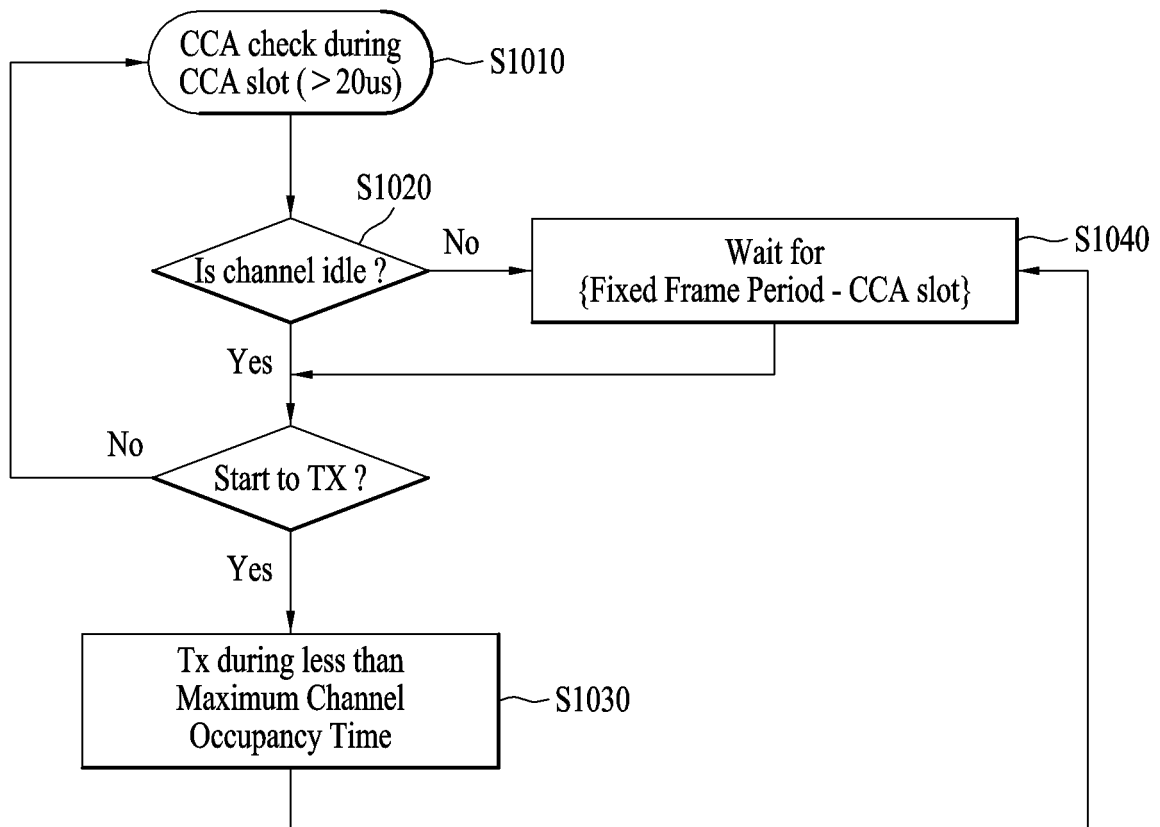 CCA check during
CCA slot ( > 20us)
S1010
S1020
Is channel idle ?
No
Wait for
{Fixed Frame Period - CCA slot}
S1040
Yes
No
Start to TX ?
Yes
Tx during less than
Maximum Channel
Occupancy Time
S1030